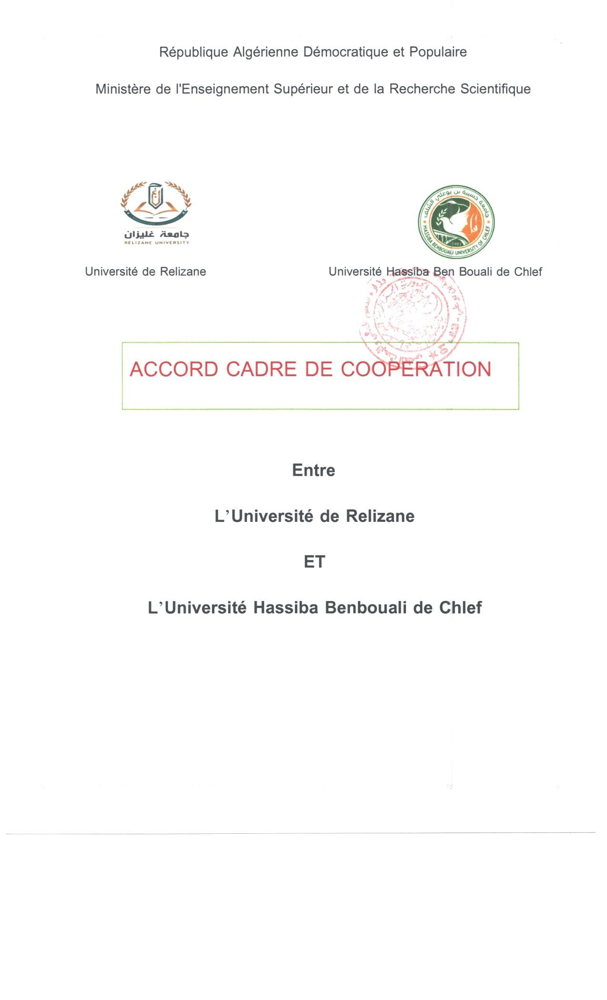 République Algérienne Démocratique et Populaire
Ministère de l'Enseignement Supérieur et de la Recherche Scientifique
جامعة غليزان
RELIZANE UNIVERSITY
جامعة حسيبة بن بوعلي الشلف
HASSIBA BENBOUALI UNIVERSITY OF CHLEF
1983
Université de Relizane
Université Hassiba Ben Bouali de Chlef
ACCORD CADRE DE COOPERATION
Entre
L’Université de Relizane
ET
L’Université Hassiba Benbouali de Chlef